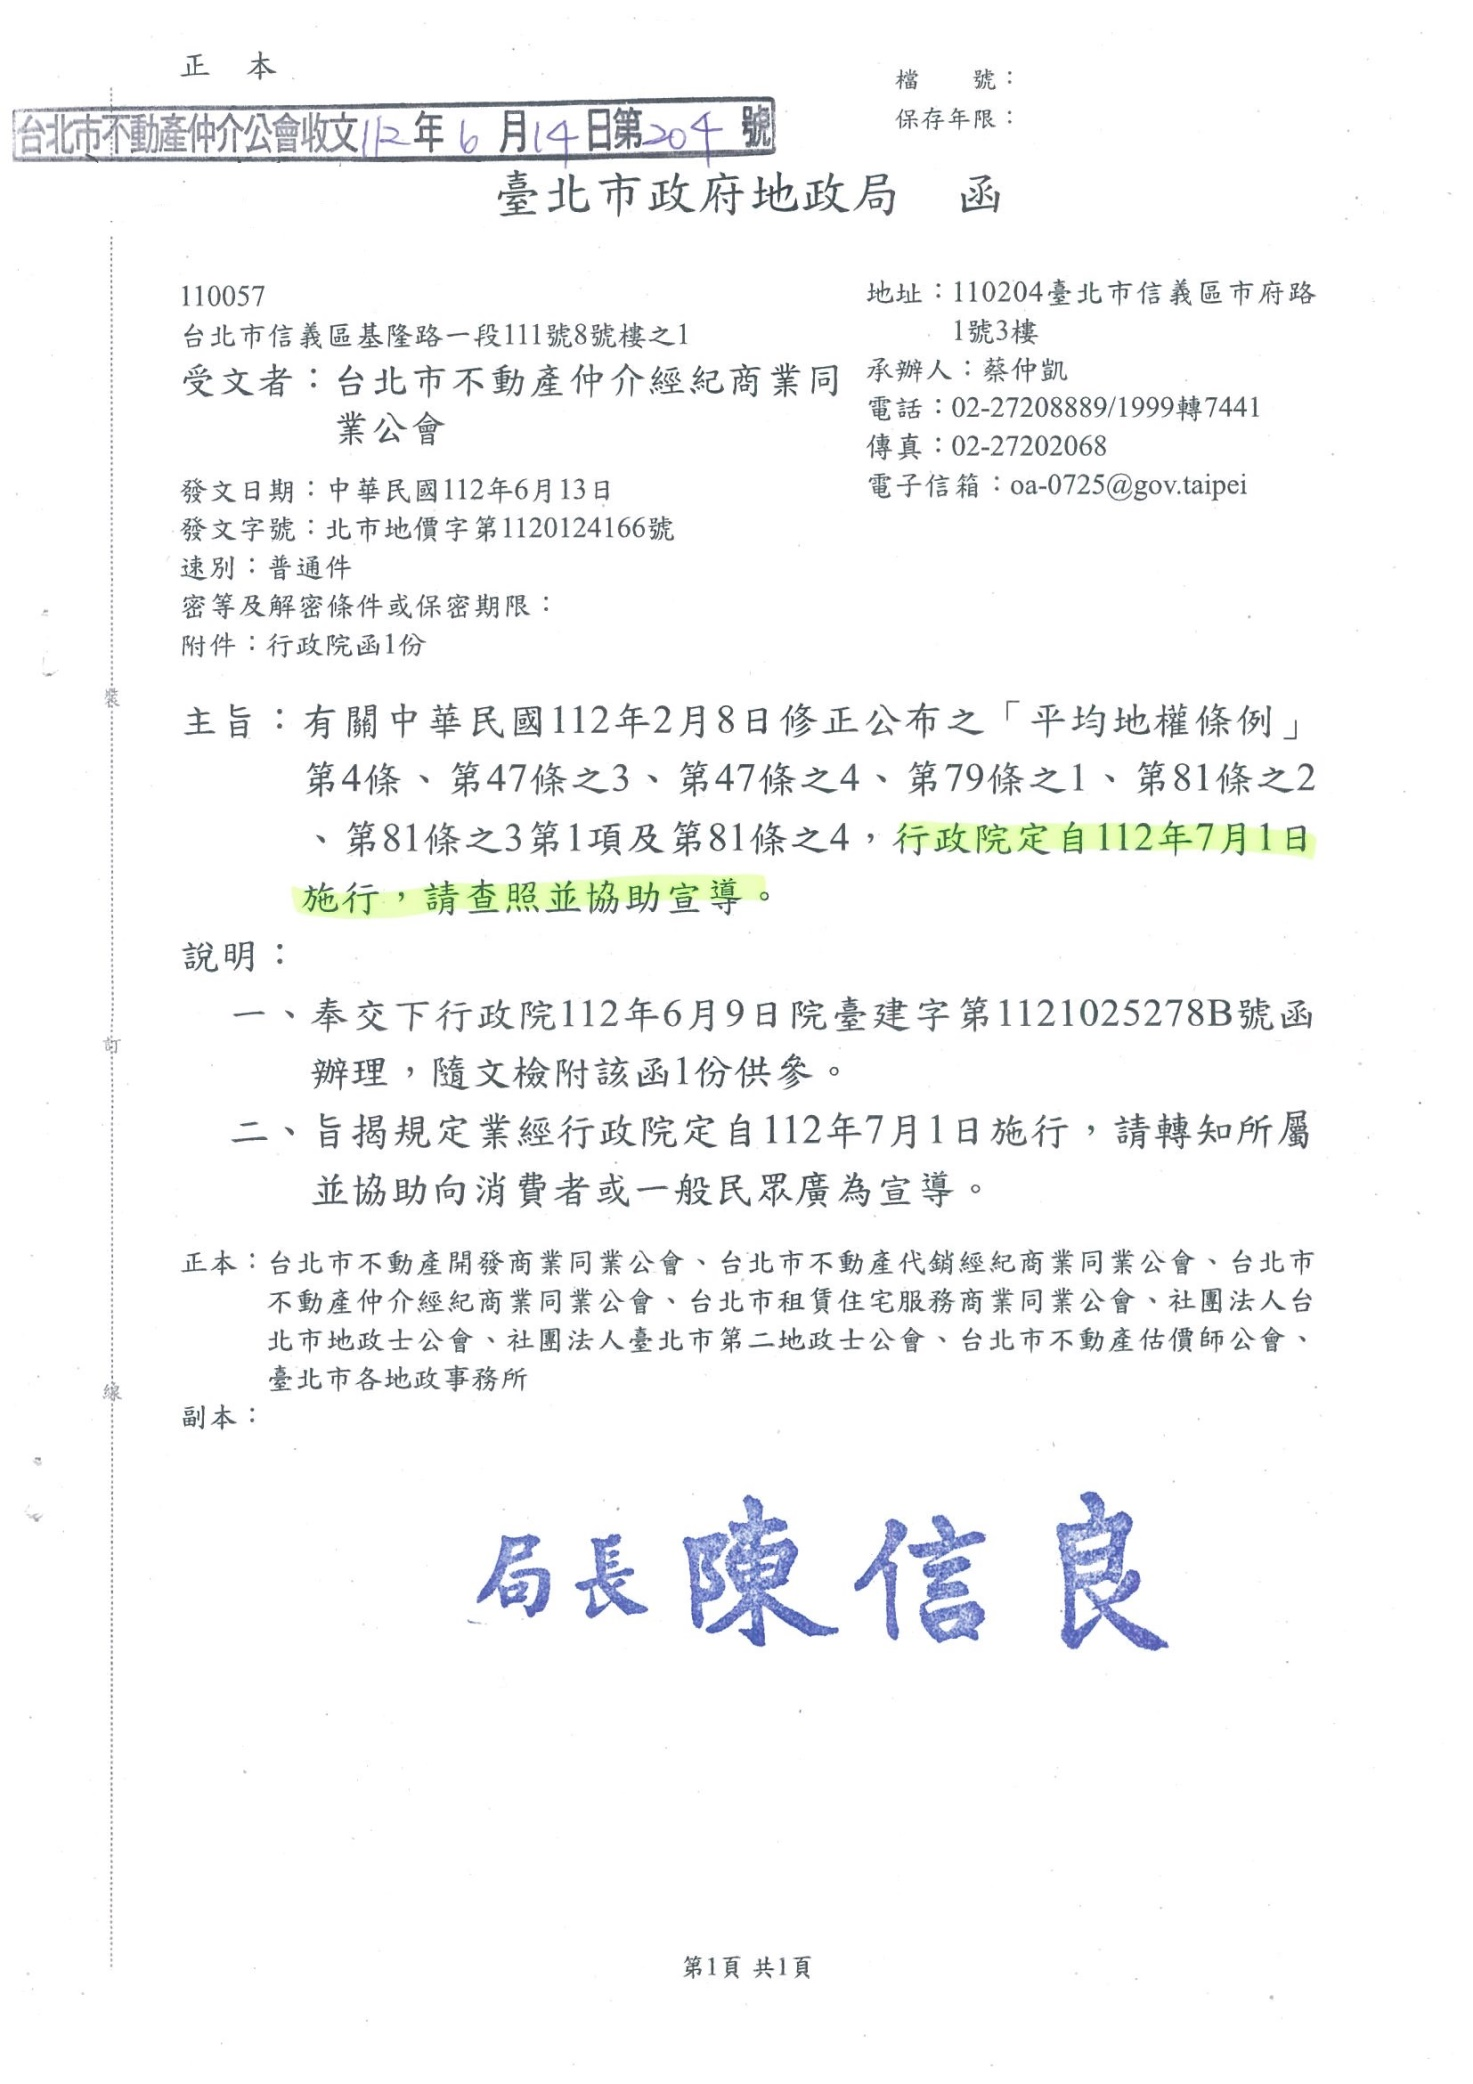 正　本
檔　　號：
保存年限：
台北市不動產仲介公會收文112年6月14日第204號
臺北市政府地政局　函
110057
台北市信義區基隆路一段111號8號樓之1
受文者：台北市不動產仲介經紀商業同
業公會
地址：110204臺北市信義區市府路
1號3樓
承辦人：蔡仲凱
電話：02-27208889/1999轉7441
傳真：02-27202068
電子信箱：oa-0725@gov.taipei
發文日期：中華民國112年6月13日
發文字號：北市地價字第1120124166號
速別：普通件
密等及解密條件或保密期限：
附件：行政院函1份
主旨：有關中華民國112年2月8日修正公布之「平均地權條例」
第4條、第47條之3、第47條之4、第79條之1、第81條之2
、第81條之3第1項及第81條之4，行政院定自112年7月1日
施行，請查照並協助宣導。
說明：
一、奉交下行政院112年6月9日院臺建字第1121025278B號函
辦理，隨文檢附該函1份供參。
二、旨揭規定業經行政院定自112年7月1日施行，請轉知所屬
並協助向消費者或一般民眾廣為宣導。
正本：台北市不動產開發商業同業公會、台北市不動產代銷經紀商業同業公會、台北市
不動產仲介經紀商業同業公會、台北市租賃住宅服務商業同業公會、社團法人台
北市地政士公會、社團法人臺北市第二地政士公會、台北市不動產估價師公會、
臺北市各地政事務所
副本：
裝
訂
線
局長陳信良
第1頁 共1頁